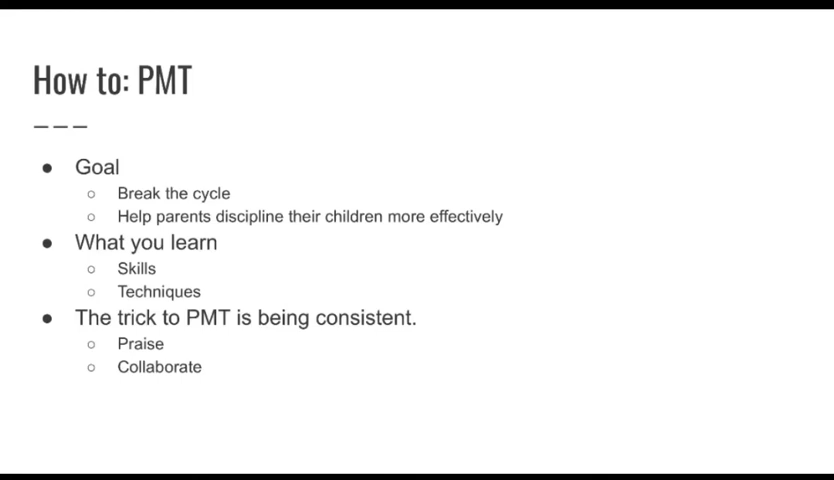 How to: PMT
___
● Goal
○ Break the cycle
○ Help parents discipline their children more effectively
● What you learn
○ Skills
○ Techniques
● The trick to PMT is being consistent.
○ Praise
○ Collaborate